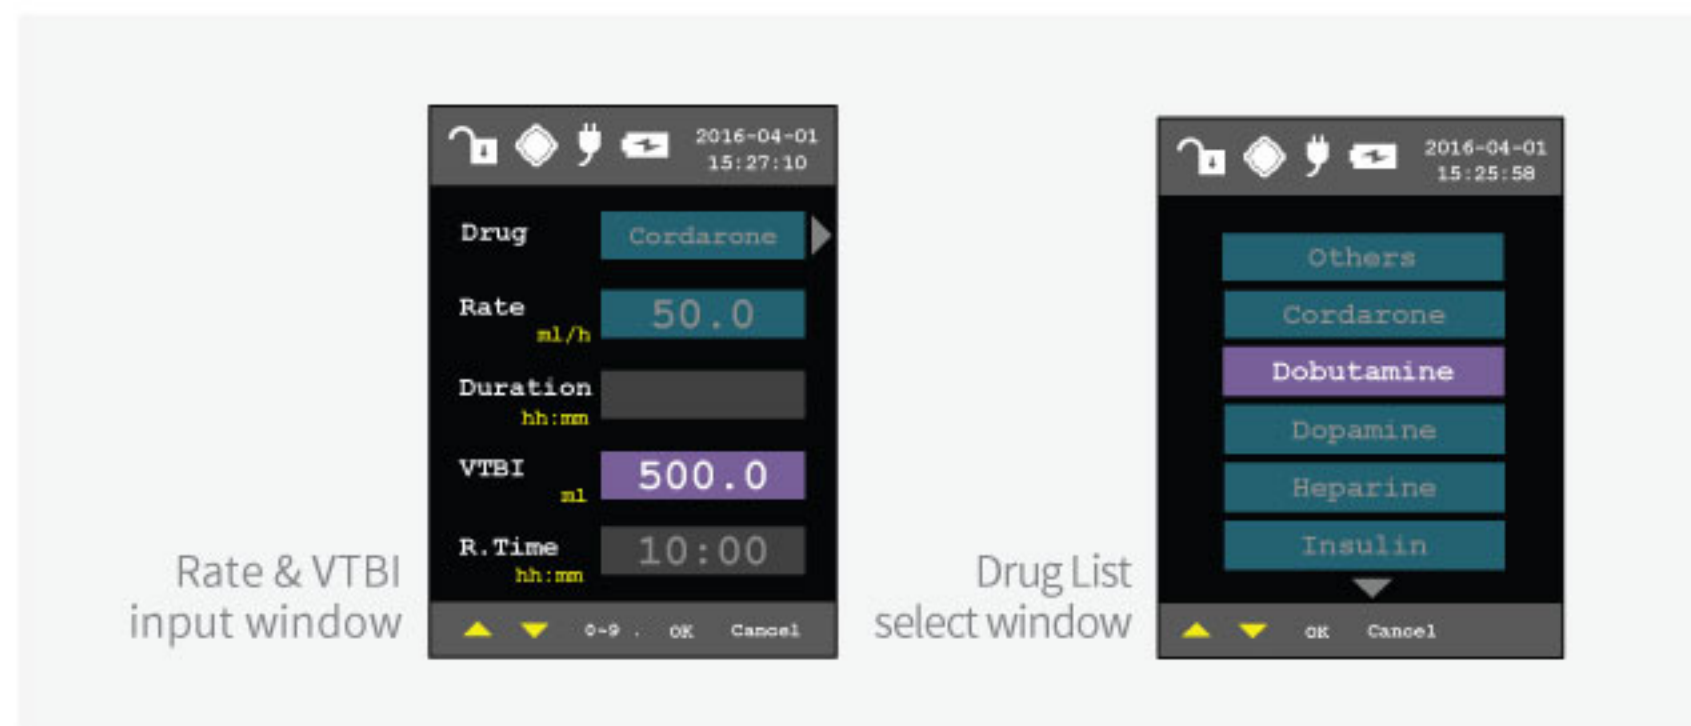 2016-04-01
15:27:10
Drug Cordarone
Rate 50.0
ml/h
Duration
hh:mm
VTBI 500.0
ml
R.Time 10:00
hh:mm
0~9 . OK Cancel
Rate & VTBI
input window
2016-04-01
15:25:58
Others
Cordarone
Dobutamine
Dopamine
Heparine
Insulin
OK Cancel
Drug List
select window